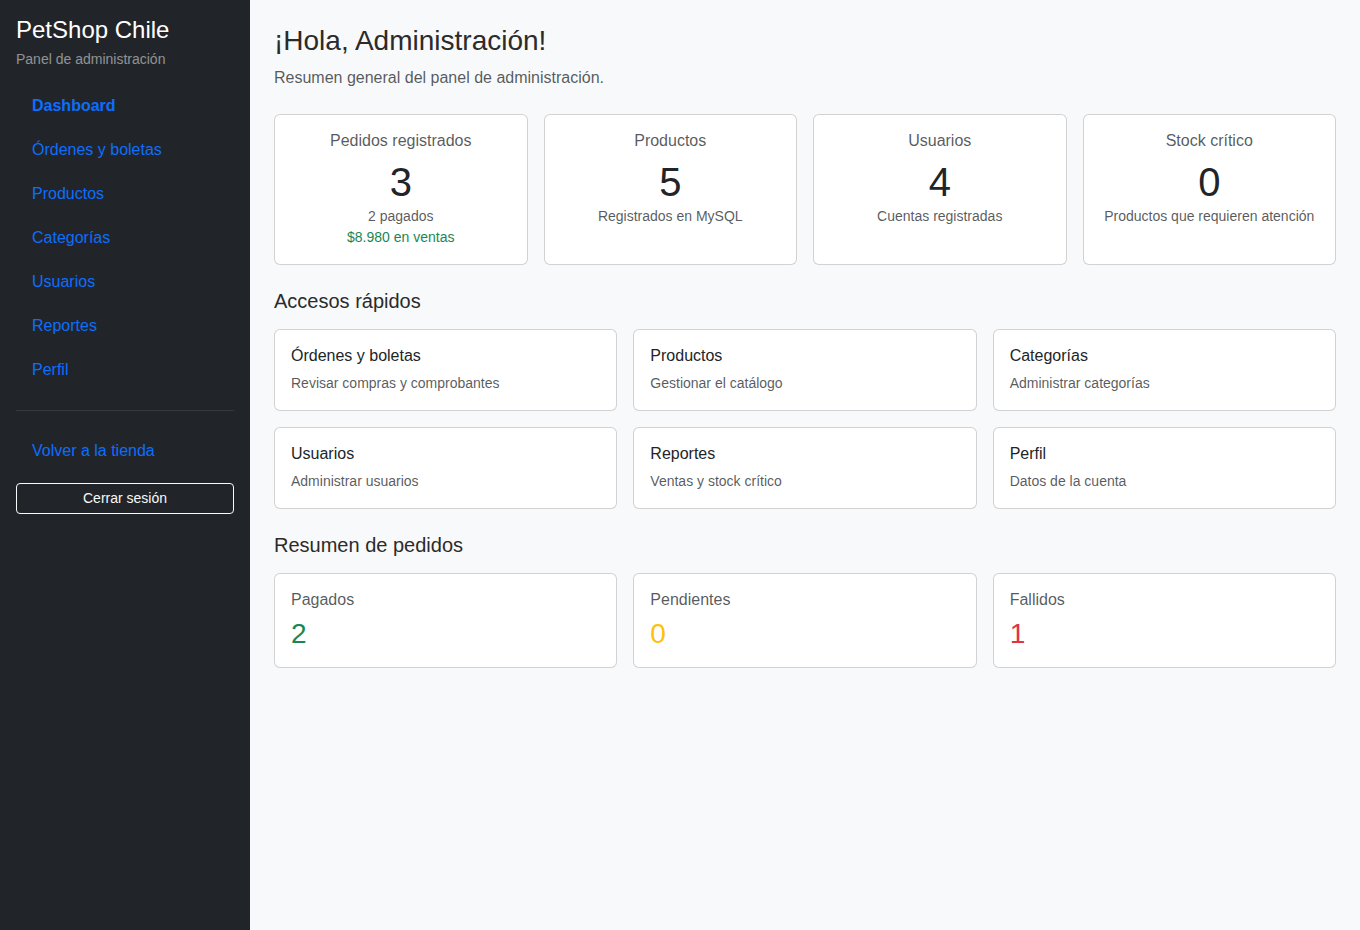 PetShop Chile
Panel de administración
Dashboard
Órdenes y boletas
Productos
Categorías
Usuarios
Reportes
Perfil
Volver a la tienda
Cerrar sesión
¡Hola, Administración!
Resumen general del panel de administración.
Pedidos registrados
3
2 pagados
$8.980 en ventas
Productos
5
Registrados en MySQL
Usuarios
4
Cuentas registradas
Stock crítico
0
Productos que requieren atención
Accesos rápidos
Órdenes y boletas
Revisar compras y comprobantes
Productos
Gestionar el catálogo
Categorías
Administrar categorías
Usuarios
Administrar usuarios
Reportes
Ventas y stock crítico
Perfil
Datos de la cuenta
Resumen de pedidos
Pagados
2
Pendientes
0
Fallidos
1